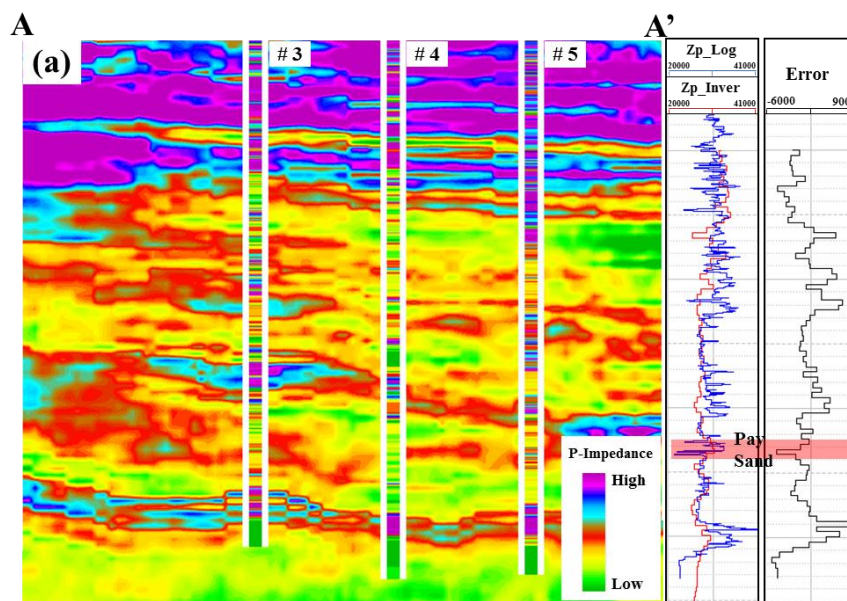 A
A’
(a)
# 3
# 4
# 5
Zp_Log
20000 41000
Zp_Inver
20000 41000
Error
-6000 900
Pay
Sand
P-Impedance
High
Low